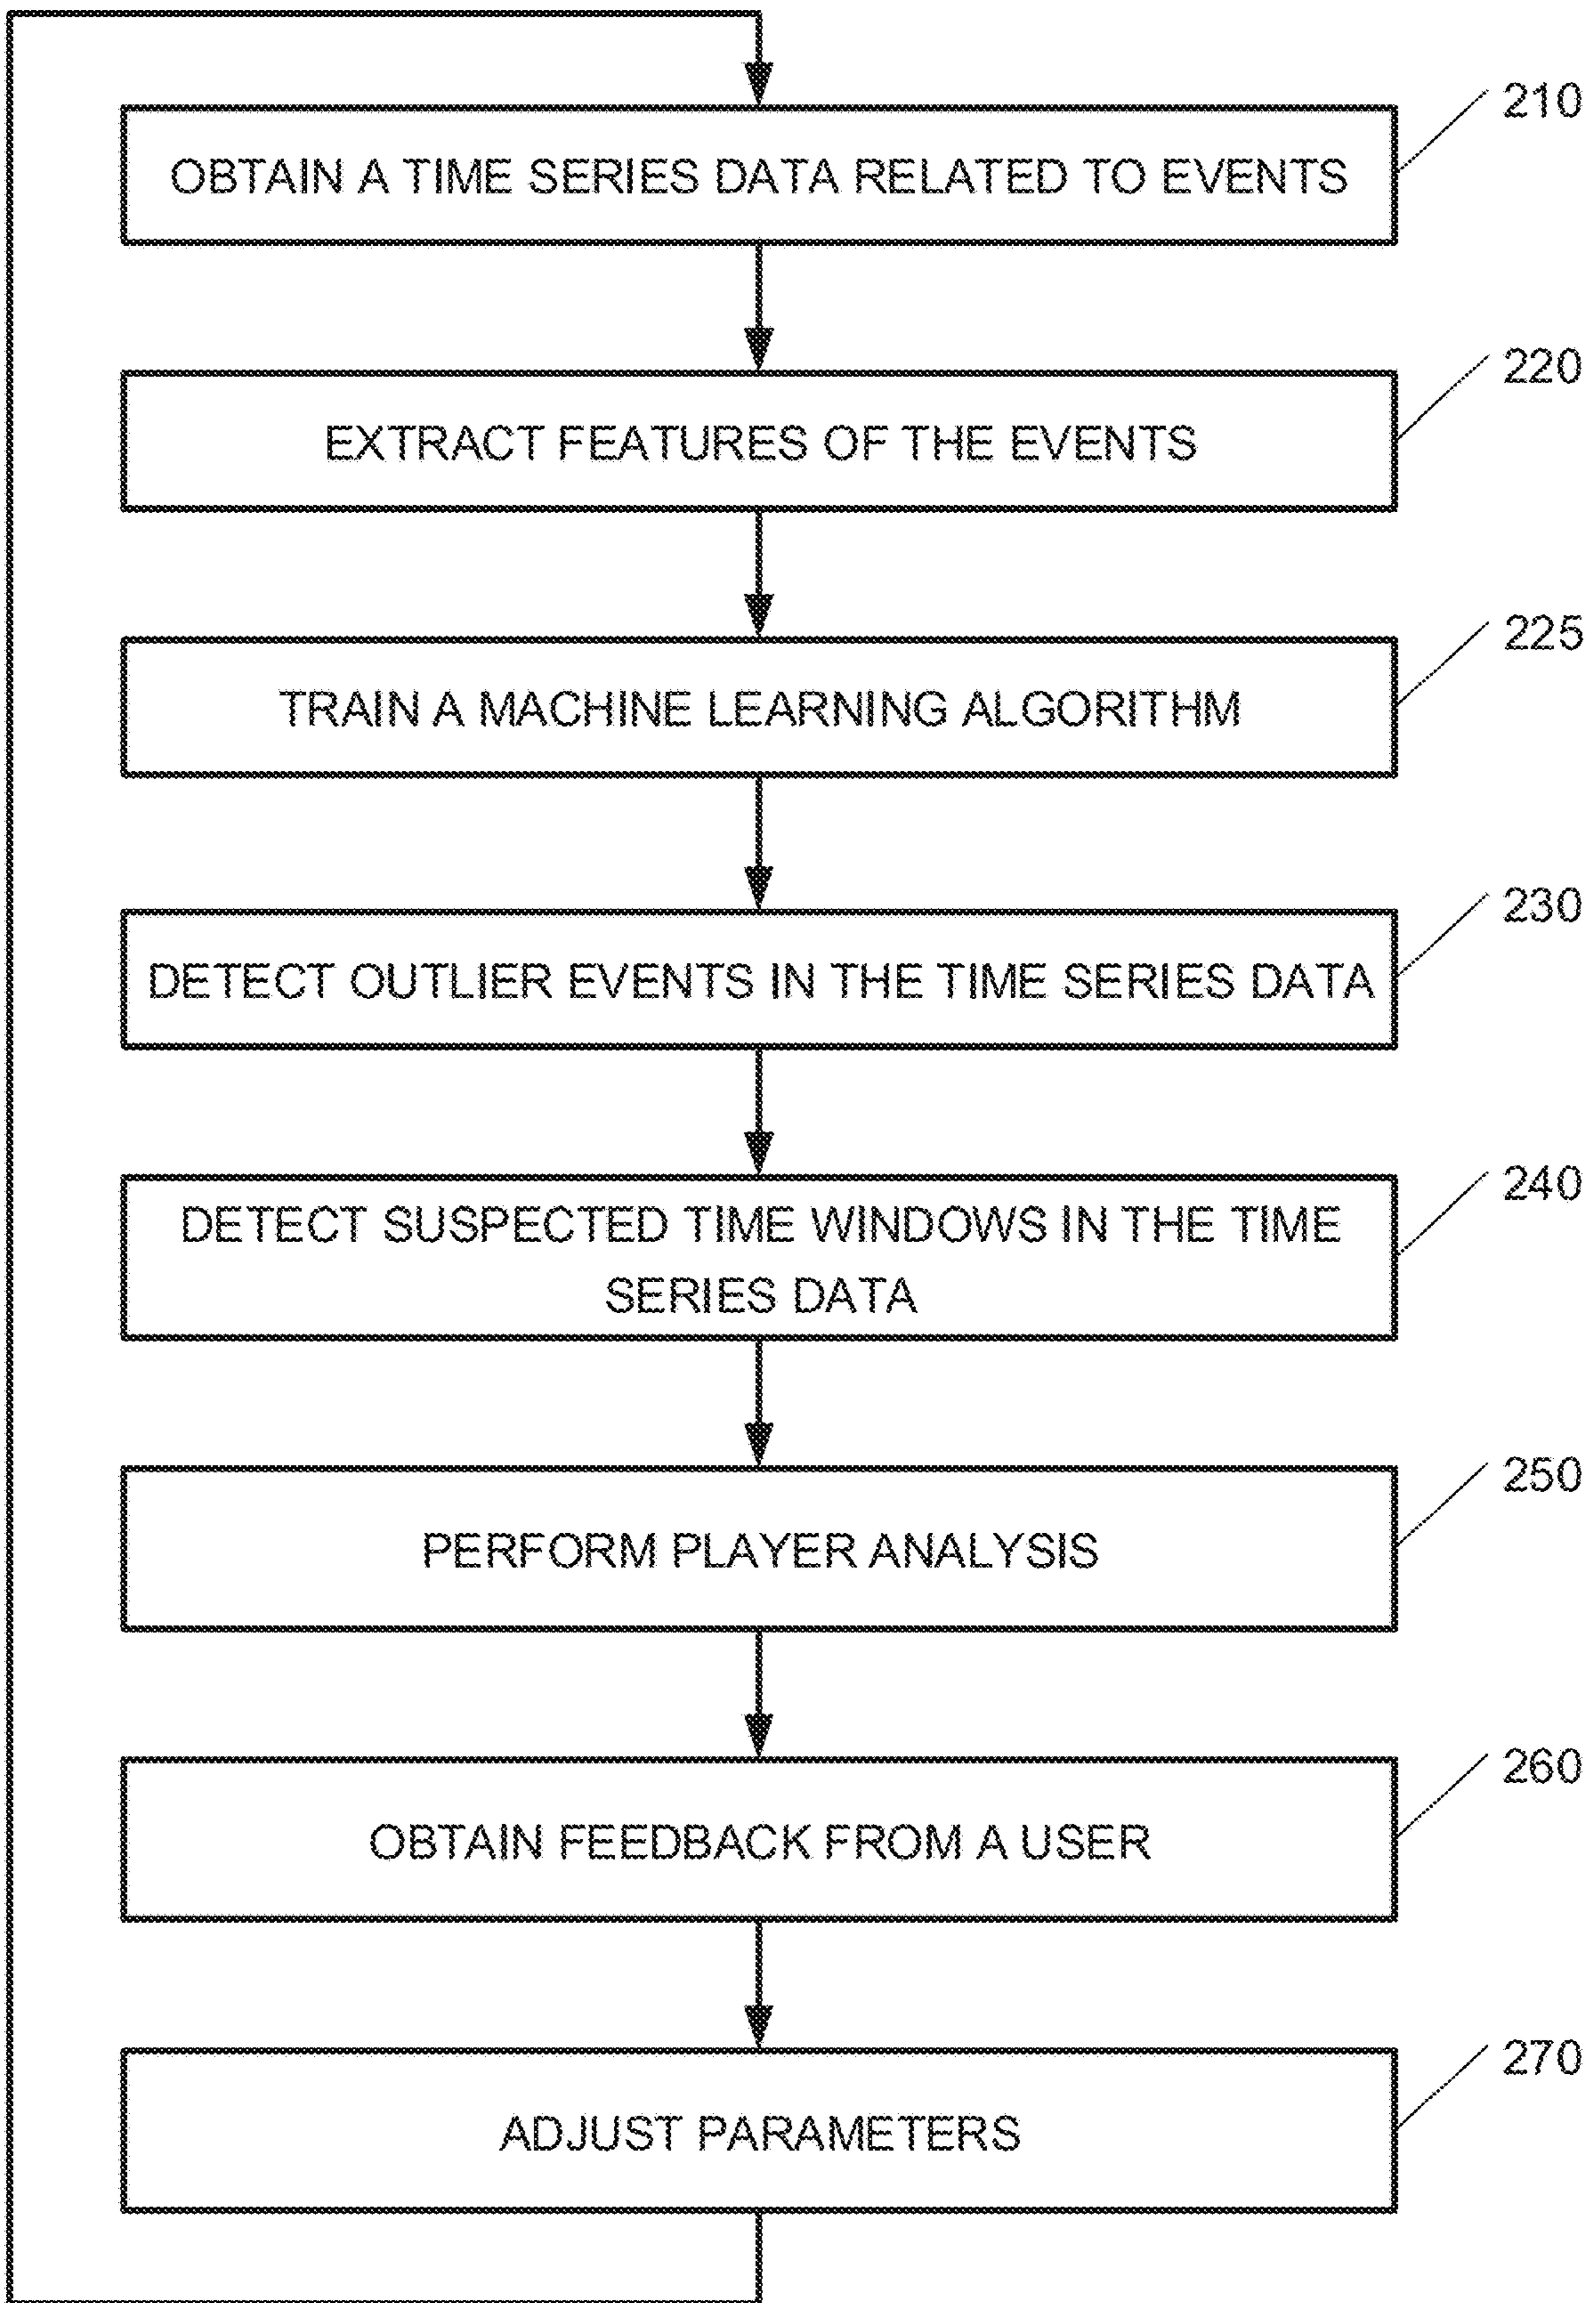 210
OBTAIN A TIME SERIES DATA RELATED TO EVENTS
220
EXTRACT FEATURES OF THE EVENTS
225
TRAIN A MACHINE LEARNING ALGORITHM
230
DETECT OUTLIER EVENTS IN THE TIME SERIES DATA
240
DETECT SUSPECTED TIME WINDOWS IN THE TIME
SERIES DATA
250
PERFORM PLAYER ANALYSIS
260
OBTAIN FEEDBACK FROM A USER
270
ADJUST PARAMETERS